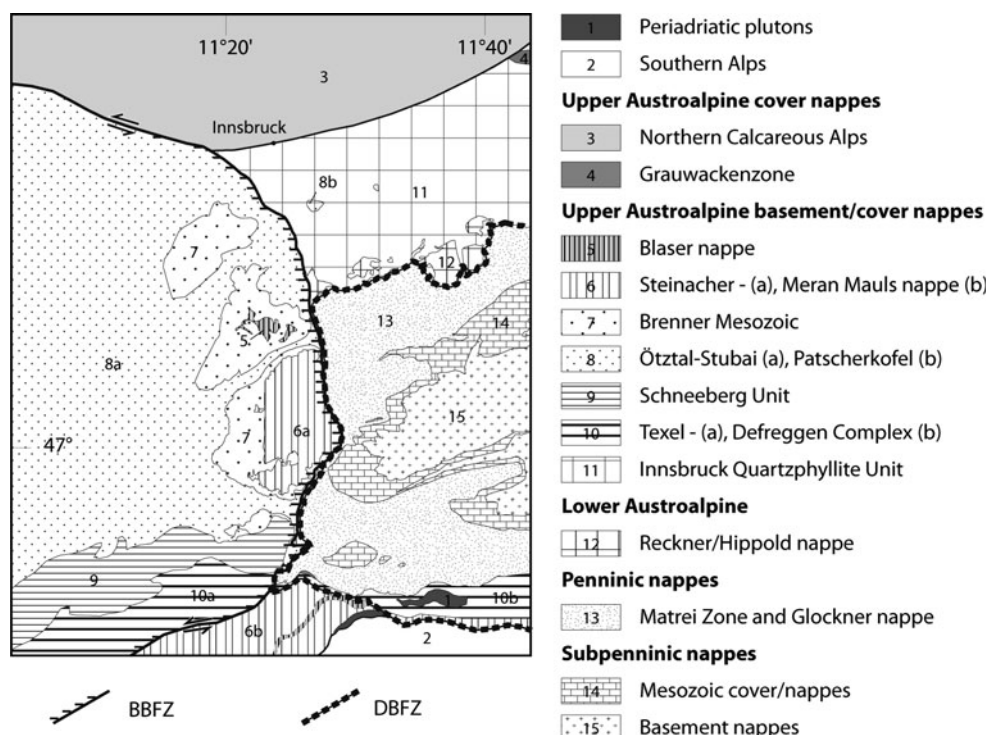 11°20'
11°40'
4
3
Innsbruck
8b
11
7
12
13
14
5
8a
15
6a
7
47°
9
10a
1
10b
6b
2
BBFZ
DBFZ
1 Periadriatic plutons
2 Southern Alps
Upper Austroalpine cover nappes
3 Northern Calcareous Alps
4 Grauwackenzone
Upper Austroalpine basement/cover nappes
5 Blaser nappe
6 Steinacher - (a), Meran Mauls nappe (b)
7 Brenner Mesozoic
8 Ötztal-Stubai (a), Patscherkofel (b)
9 Schneeberg Unit
10 Texel - (a), Defreggen Complex (b)
11 Innsbruck Quartzphyllite Unit
Lower Austroalpine
12 Reckner/Hippold nappe
Penninic nappes
13 Matrei Zone and Glockner nappe
Subpenninic nappes
14 Mesozoic cover/nappes
15 Basement nappes